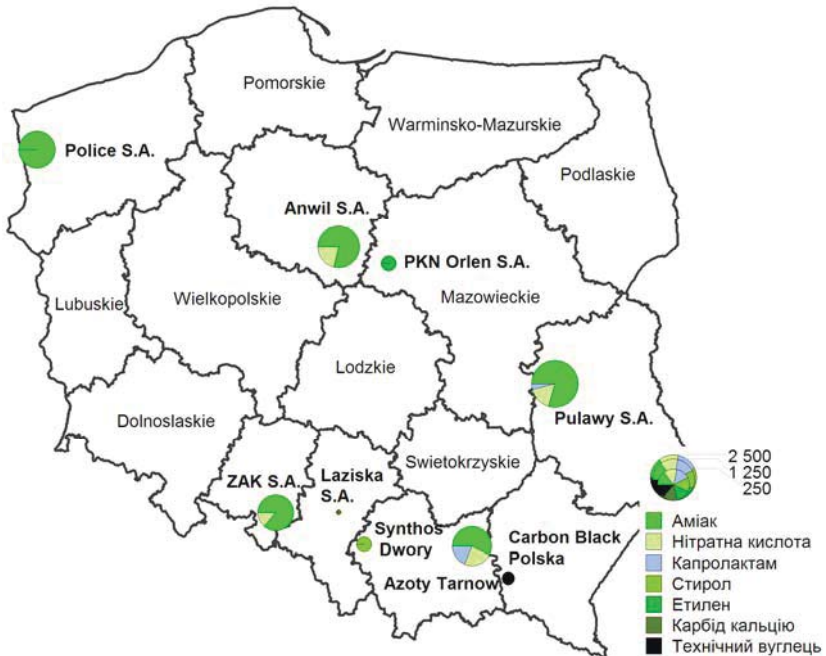 Pomorskie
Warminsko-Mazurskie
Police S.A.
Podlaskie
Anwil S.A.
PKN Orlen S.A.
Lubuskie
Wielkopolskie
Mazowieckie
Lodzkie
Dolnoslaskie
Pulawy S.A.
Swietokrzyskie
ZAK S.A.
Laziska
S.A.
Synthos
Dwory
Azoty Tarnow
Carbon Black
Polska
2 500
1 250
250
Аміак
Нітратна кислота
Капролактам
Стирол
Етилен
Карбід кальцію
Технічний вуглець